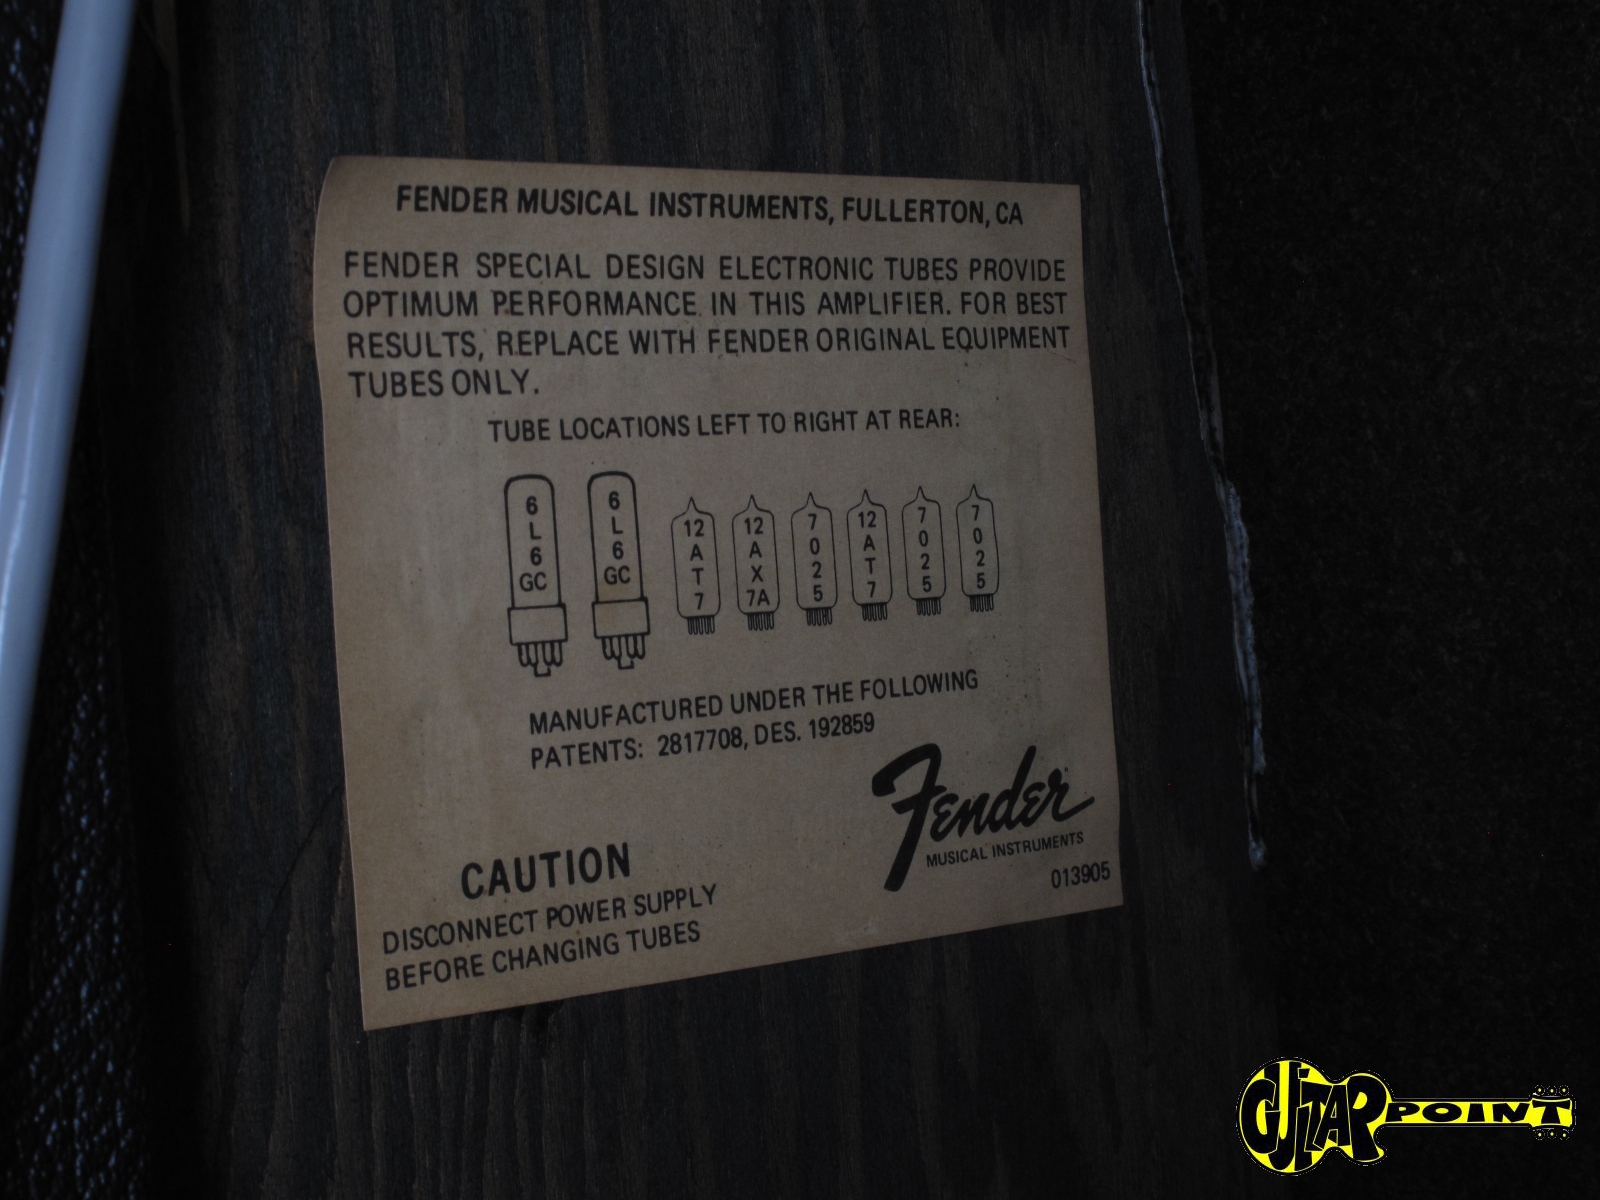 FENDER MUSICAL INSTRUMENTS, FULLERTON, CA
FENDER SPECIAL DESIGN ELECTRONIC TUBES PROVIDE
OPTIMUM PERFORMANCE IN THIS AMPLIFIER. FOR BEST
RESULTS, REPLACE WITH FENDER ORIGINAL EQUIPMENT
TUBES ONLY.
TUBE LOCATIONS LEFT TO RIGHT AT REAR:
6L6GC 6L6GC 12AT7 12AX7A 7025 12AT7 7025 7025
MANUFACTURED UNDER THE FOLLOWING
PATENTS: 2817708, DES. 192859
Fender
MUSICAL INSTRUMENTS
013905
CAUTION
DISCONNECT POWER SUPPLY
BEFORE CHANGING TUBES
GUITAR POINT